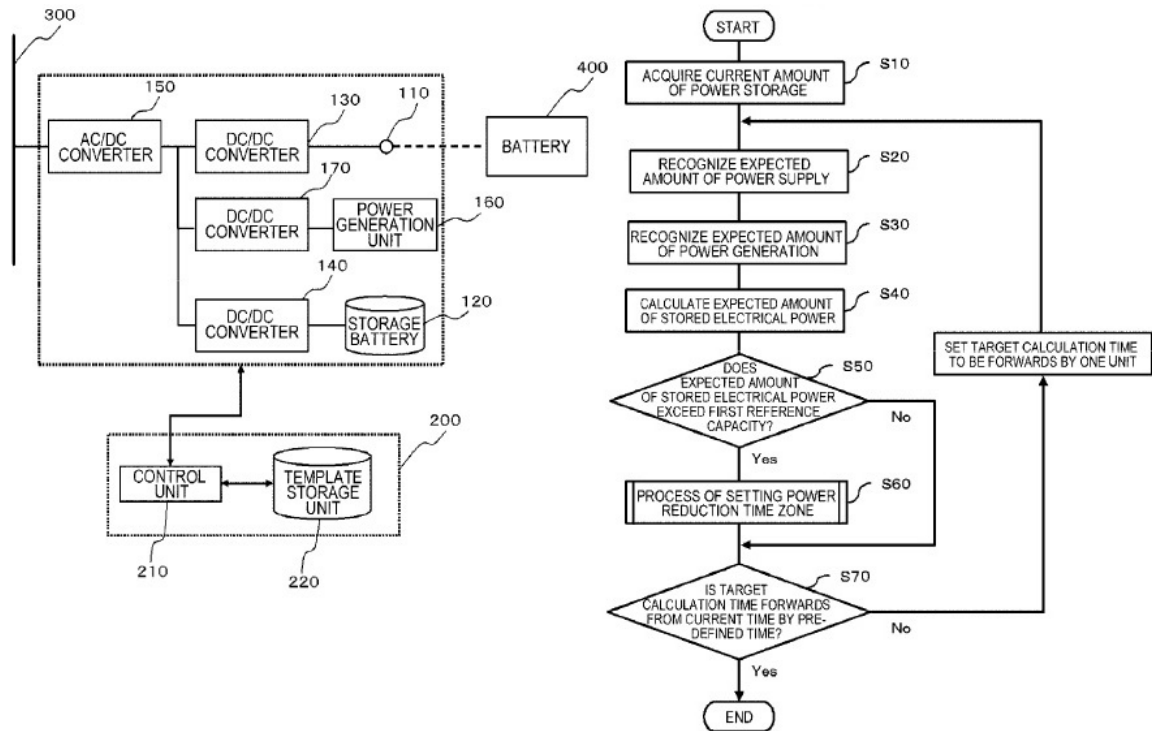 300
150
AC/DC
CONVERTER
130
DC/DC
CONVERTER
110
400
BATTERY
170
DC/DC
CONVERTER
POWER
GENERATION
UNIT
160
140
DC/DC
CONVERTER
STORAGE
BATTERY
120
200
CONTROL
UNIT
TEMPLATE
STORAGE
UNIT
210
220
START
ACQUIRE CURRENT AMOUNT
OF POWER STORAGE
S10
RECOGNIZE EXPECTED
AMOUNT OF POWER SUPPLY
S20
RECOGNIZE EXPECTED AMOUNT
OF POWER GENERATION
S30
CALCULATE EXPECTED AMOUNT
OF STORED ELECTRICAL POWER
S40
DOES
EXPECTED AMOUNT
OF STORED ELECTRICAL POWER
EXCEED FIRST REFERENCE
CAPACITY?
S50
No
Yes
PROCESS OF SETTING POWER
REDUCTION TIME ZONE
S60
IS TARGET
CALCULATION TIME FORWARDS
FROM CURRENT TIME BY PRE-
DEFINED TIME?
S70
No
Yes
SET TARGET CALCULATION TIME
TO BE FORWARDS BY ONE UNIT
END